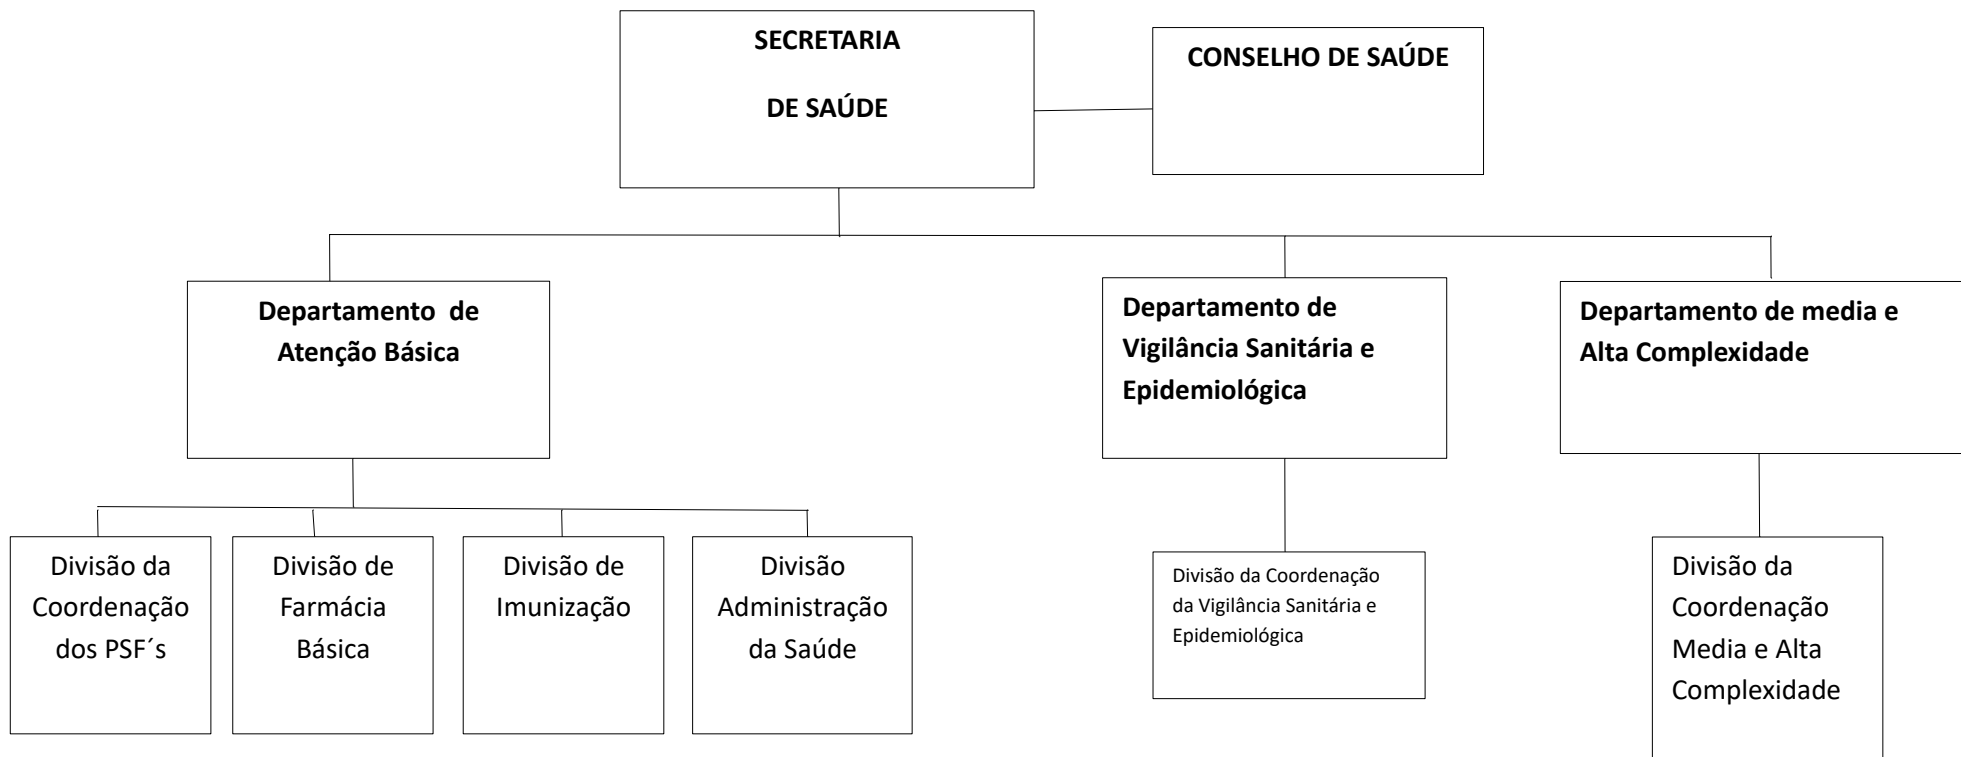 SECRETARIA
DE SAÚDE
CONSELHO DE SAÚDE
Departamento  de
Atenção Básica
Departamento de
Vigilância Sanitária e
Epidemiológica
Departamento de media e
Alta Complexidade
Divisão da
Coordenação
dos PSF´s
Divisão de
Farmácia
Básica
Divisão de
Imunização
Divisão
Administração
da Saúde
Divisão da Coordenação
da Vigilância Sanitária e
Epidemiológica
Divisão da
Coordenação
Media e Alta
Complexidade